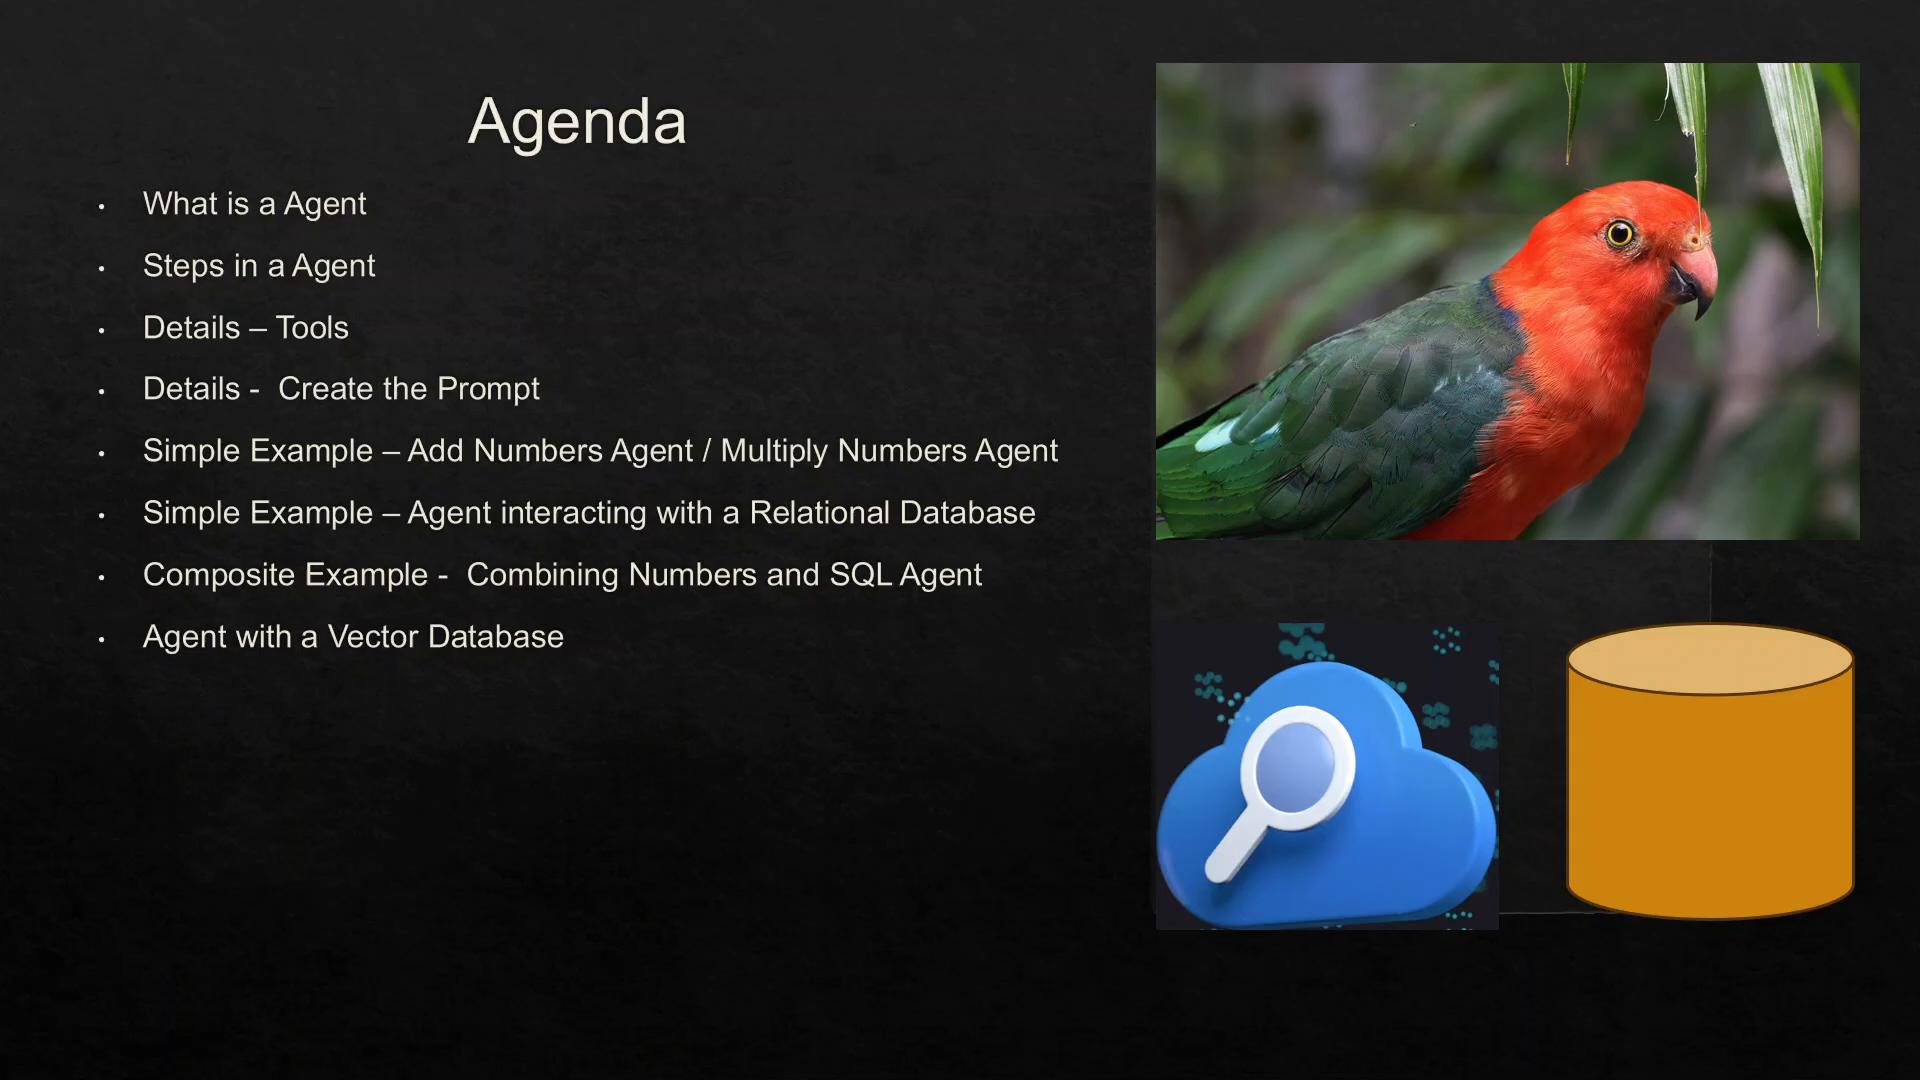 Agenda
• What is a Agent
• Steps in a Agent
• Details – Tools
• Details -  Create the Prompt
• Simple Example – Add Numbers Agent / Multiply Numbers Agent
• Simple Example – Agent interacting with a Relational Database
• Composite Example -  Combining Numbers and SQL Agent
• Agent with a Vector Database